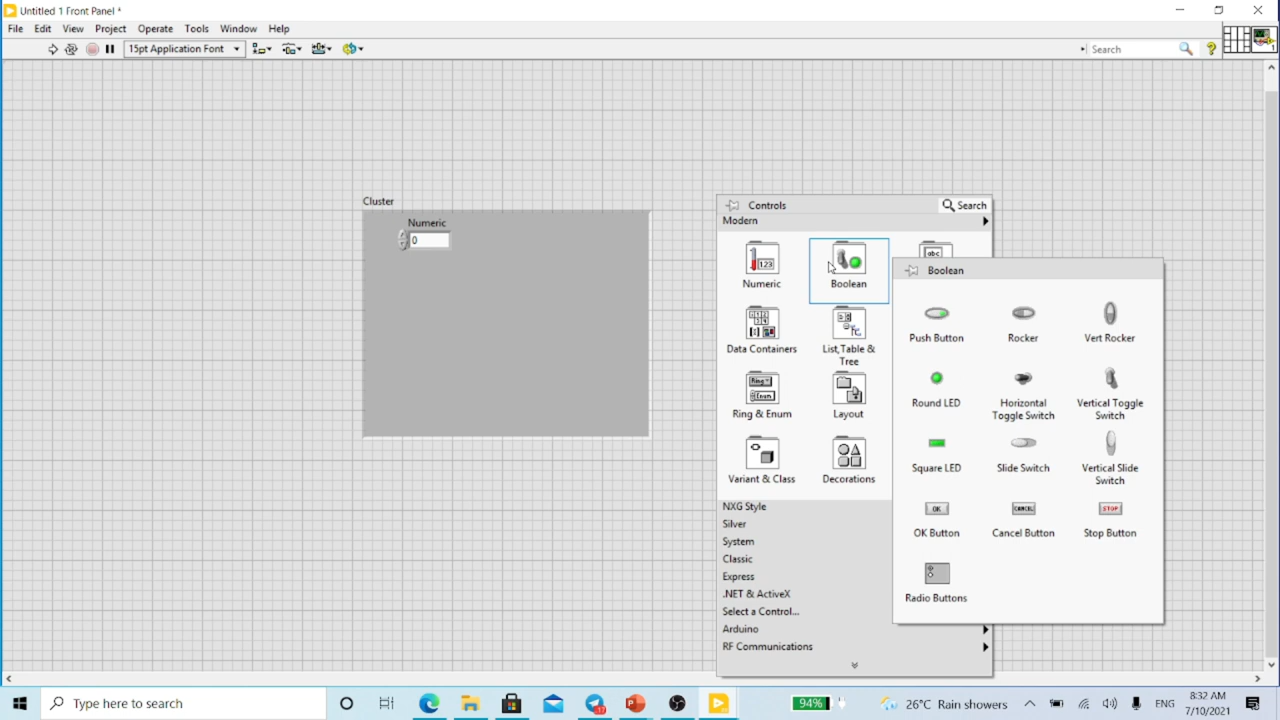 Untitled 1 Front Panel *
File Edit View Project Operate Tools Window Help
15pt Application Font
Search
?
1
Cluster
Numeric
0
Controls
Search
Modern
Numeric
Boolean
Data Containers
List, Table & Tree
Ring & Enum
Layout
Variant & Class
Decorations
NXG Style
Silver
System
Classic
Express
.NET & ActiveX
Select a Control...
Arduino
RF Communications
Boolean
Push Button
Rocker
Vert Rocker
Round LED
Horizontal Toggle Switch
Vertical Toggle Switch
Square LED
Slide Switch
Vertical Slide Switch
OK
OK Button
CANCEL
Cancel Button
STOP
Stop Button
Radio Buttons
Type here to search
94%
26°C Rain showers
ENG
8:32 AM
7/10/2021